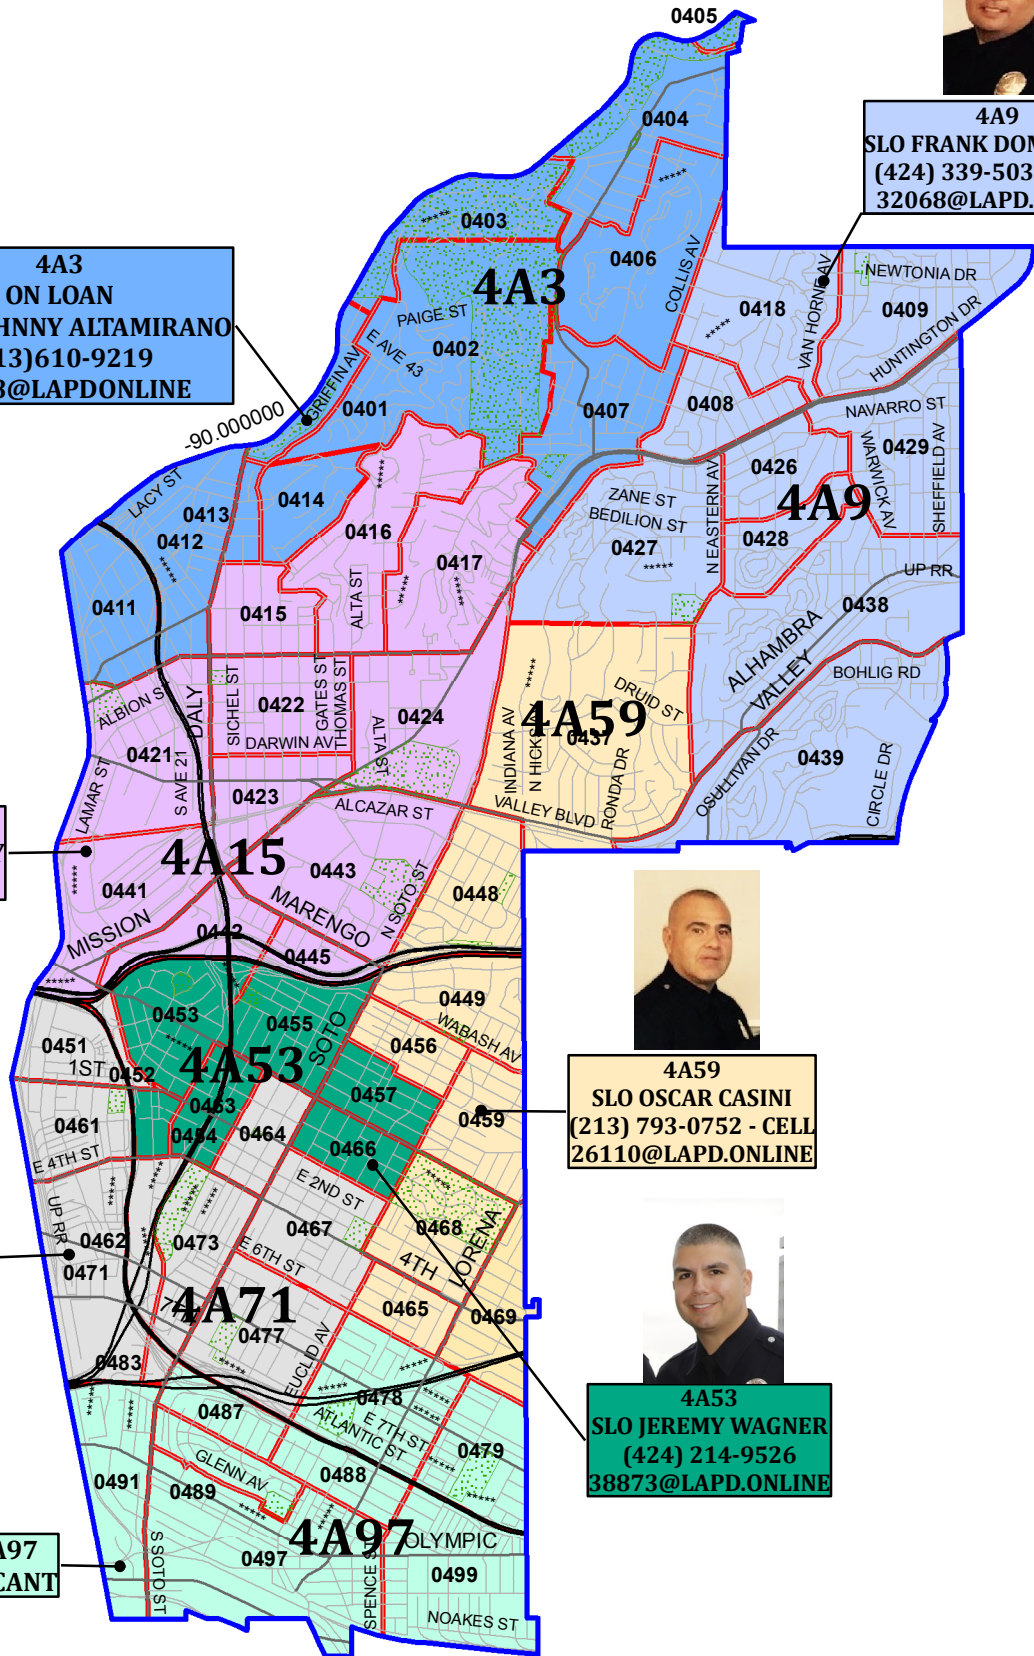 0405
4A9
SLO FRANK DOM
(424) 339-503
32068@LAPD.
0404
*****
0403
*****
0406
COLLIS AV
4A3
0418
*****
VAN HORNE AV
NEWTONIA DR
0409
HUNTINGTON DR
4A3
ON LOAN
HNNY ALTAMIRANO
13)610-9219
3@LAPDONLINE
PAIGE ST
0402
E AVE 43
GRIFFIN AV
0401
-90.000000
0407
0408
NAVARRO ST
0429
WARWICK AV
SHEFFIELD AV
0426
4A9
N EASTERN AV
LACY ST
0413
0412
*****
0414
*****
0416
ZANE ST
BEDILION ST
0427
*****
0428
0417
*****
*****
UP RR
0411
0415
ALTA ST
0438
ALHAMBRA
VALLEY
BOHLIG RD
SICHEL ST
0422
GATES ST
THOMAS ST
0424
ALTA ST
DARWIN AV
ALBION ST
0421
DALY
S AVE 21
LAMAR ST
*****
DRUID ST
4A59
0437
INDIANA AV
N HICKS AV
RONDA DR
OSULLIVAN DR
0439
CIRCLE DR
0423
ALCAZAR ST
VALLEY BLVD
4A15
0443
0441
*****
MISSION
MARENGO
N SOTO ST
0448
0442
0445
*****
*****
0449
WABASH AV
0453
*****
0455
SOTO
0456
0451
1ST
0452
4A53
0457
0463
0454
0464
0459
4A59
SLO OSCAR CASINI
(213) 793-0752 - CELL
26110@LAPD.ONLINE
0461
E 4TH ST
0466
E 2ND ST
*****
*****
*****
*****
UP RR
0462
0471
*****
0473
0467
E 6TH ST
0468
4TH
LORENA
0465
0469
4A71
7TH
0477
EUCLID AV
0483
*****
*****
*****
*****
*****
0478
*****
*****
0487
ATLANTIC ST
E 7TH ST
0479
*****
*****
4A53
SLO JEREMY WAGNER
(424) 214-9526
38873@LAPD.ONLINE
0491
GLENN AV
0489
*****
0488
*****
4A97
OLYMPIC
A97
CANT
0497
S SOTO ST
SPENCE S
0499
NOAKES ST